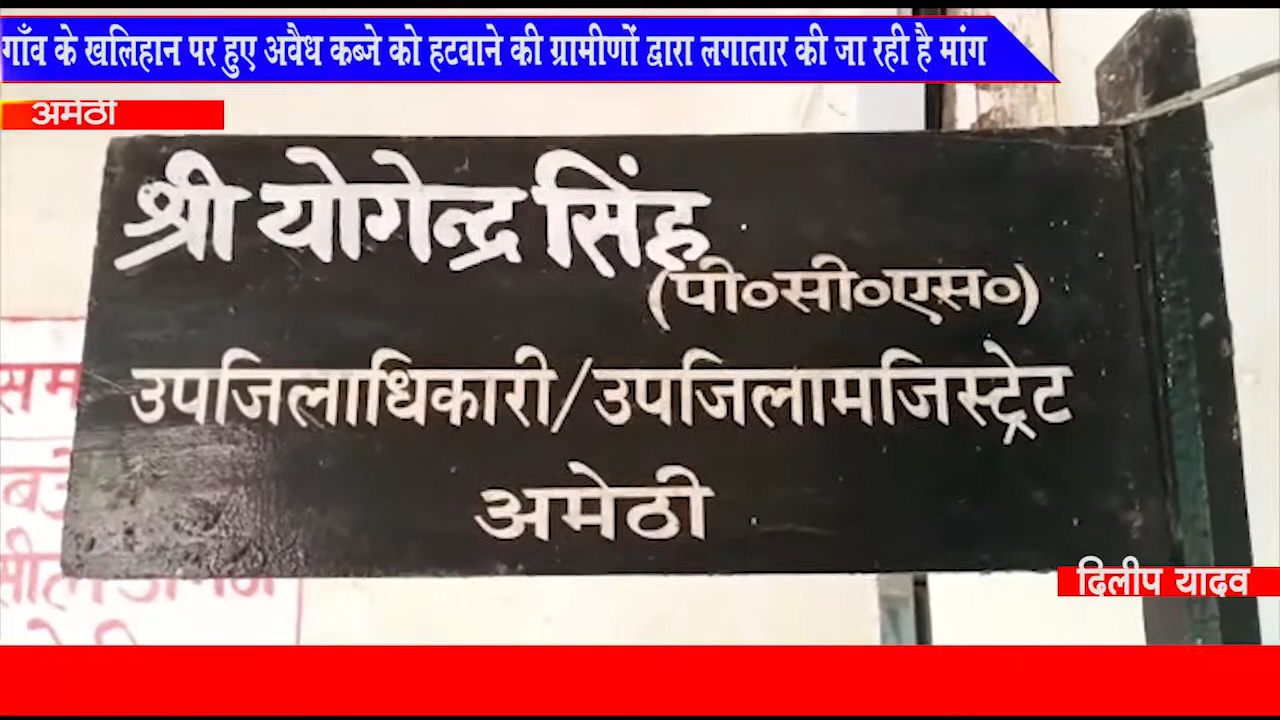 गाँव के खलिहान पर हुए अवैध कब्जे को हटवाने की ग्रामीणों द्वारा लगातार की जा रही है मांग
अमेठी
श्री योगेन्द्र सिंह
(पी०सी०एस०)
उपजिलाधिकारी/उपजिलामजिस्ट्रेट
अमेठी
दिलीप यादव